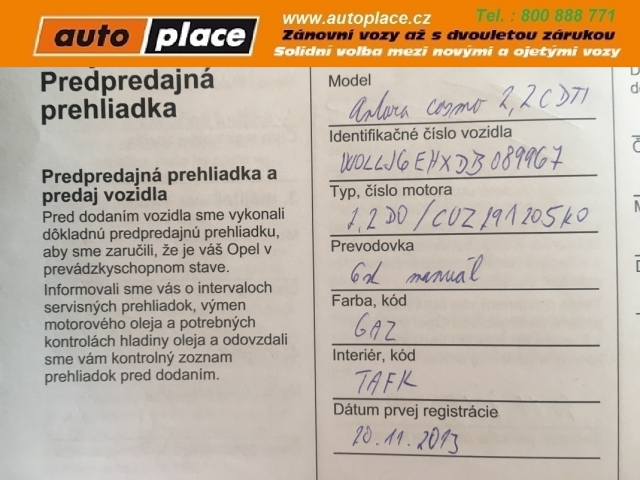 auto place
www.autoplace.cz
Tel. : 800 888 771
Zánovní vozy až s dvouletou zárukou
Solidní volba mezi novými a ojetými vozy
Predpredajná
prehliadka
Predpredajná prehliadka a
predaj vozidla
Pred dodaním vozidla sme vykonali
dôkladnú predpredajnú prehliadku,
aby sme zaručili, že je váš Opel v
prevádzkyschopnom stave.
Informovali sme vás o intervaloch
servisných prehliadok, výmen
motorového oleja a potrebných
kontrolách hladiny oleja a odovzdali
sme vám kontrolný zoznam
prehliadok pred dodaním.
Model
Antara cosmo 2,2 CDTI
Identifikačné číslo vozidla
W0LLJ6EHXDB089967
Typ, číslo motora
2,2 DO / CUZ 191205K0
Prevodovka
6st manuál
Farba, kód
GAZ
Interiér, kód
TAFK
Dátum prvej registrácie
20.11.2013